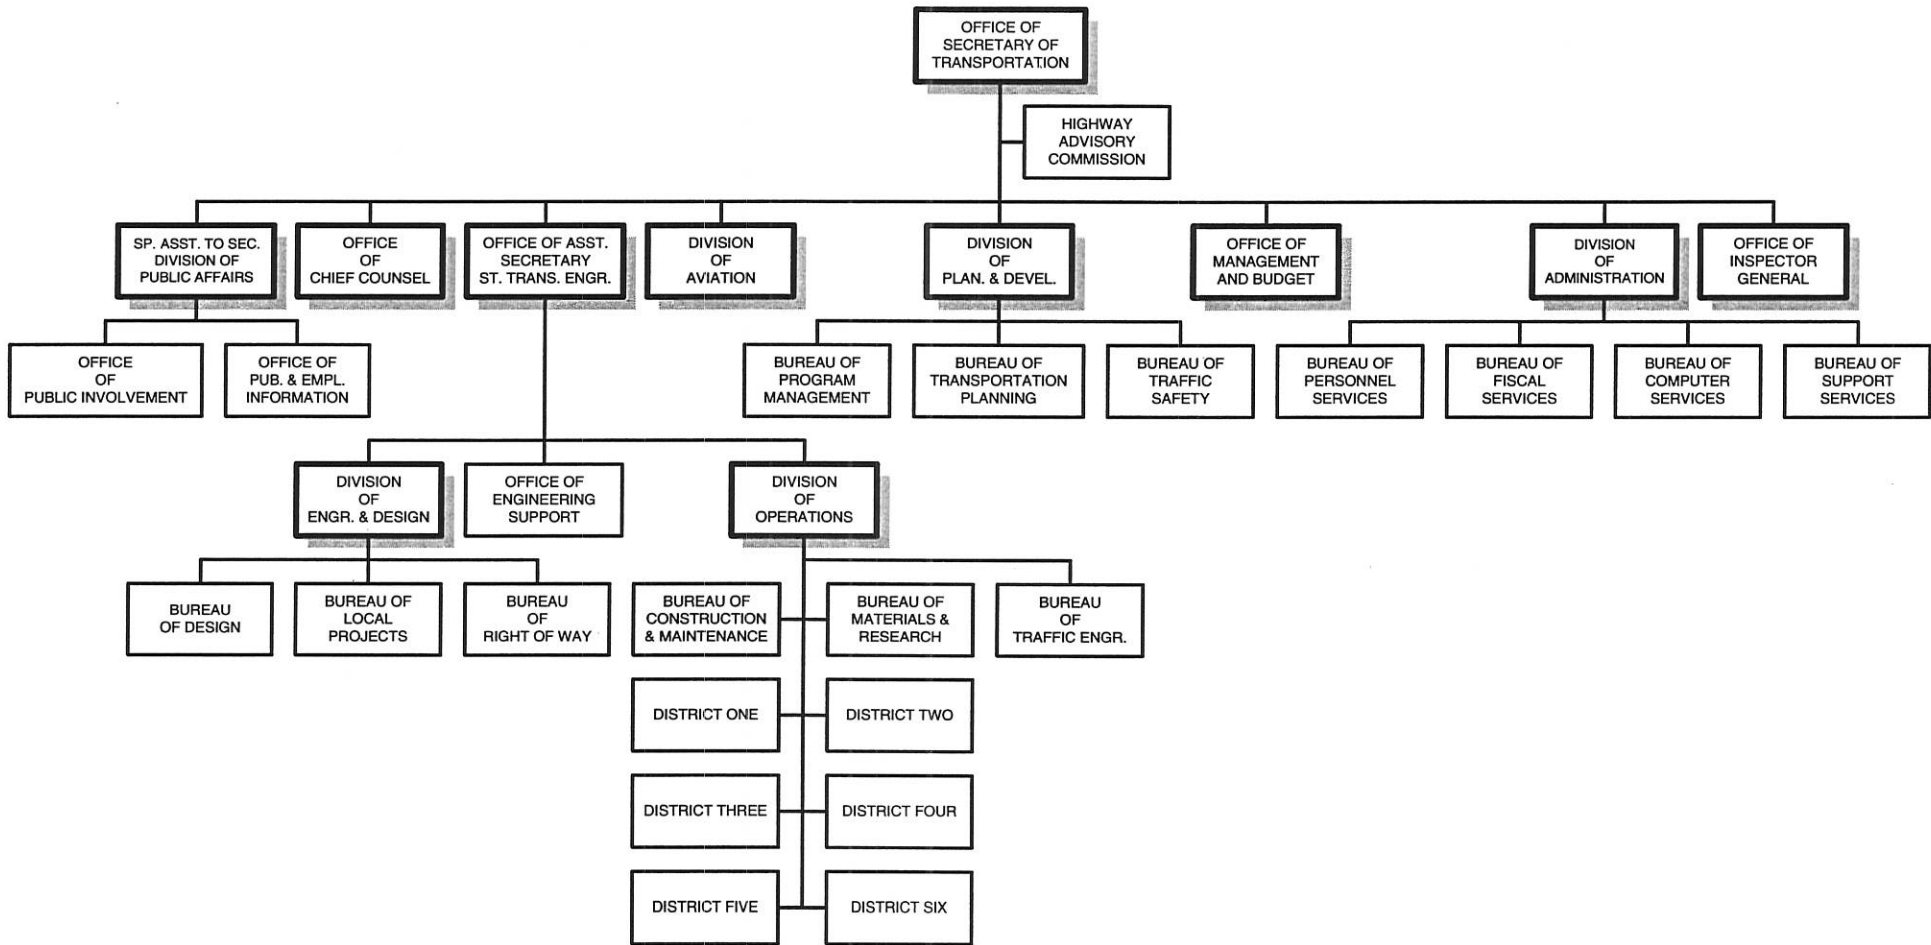 OFFICE OF
SECRETARY OF
TRANSPORTATION
HIGHWAY
ADVISORY
COMMISSION
SP. ASST. TO SEC.
DIVISION OF
PUBLIC AFFAIRS
OFFICE
OF
CHIEF COUNSEL
OFFICE OF ASST.
SECRETARY
ST. TRANS. ENGR.
DIVISION
OF
AVIATION
DIVISION
OF
PLAN. & DEVEL.
OFFICE OF
MANAGEMENT
AND BUDGET
DIVISION
OF
ADMINISTRATION
OFFICE OF
INSPECTOR
GENERAL
OFFICE
OF
PUBLIC INVOLVEMENT
OFFICE OF
PUB. & EMPL.
INFORMATION
BUREAU OF
PROGRAM
MANAGEMENT
BUREAU OF
TRANSPORTATION
PLANNING
BUREAU OF
TRAFFIC
SAFETY
BUREAU OF
PERSONNEL
SERVICES
BUREAU OF
FISCAL
SERVICES
BUREAU OF
COMPUTER
SERVICES
BUREAU OF
SUPPORT
SERVICES
DIVISION
OF
ENGR. & DESIGN
OFFICE OF
ENGINEERING
SUPPORT
DIVISION
OF
OPERATIONS
BUREAU
OF DESIGN
BUREAU OF
LOCAL
PROJECTS
BUREAU
OF
RIGHT OF WAY
BUREAU OF
CONSTRUCTION
& MAINTENANCE
BUREAU OF
MATERIALS &
RESEARCH
BUREAU
OF
TRAFFIC ENGR.
DISTRICT ONE
DISTRICT TWO
DISTRICT THREE
DISTRICT FOUR
DISTRICT FIVE
DISTRICT SIX